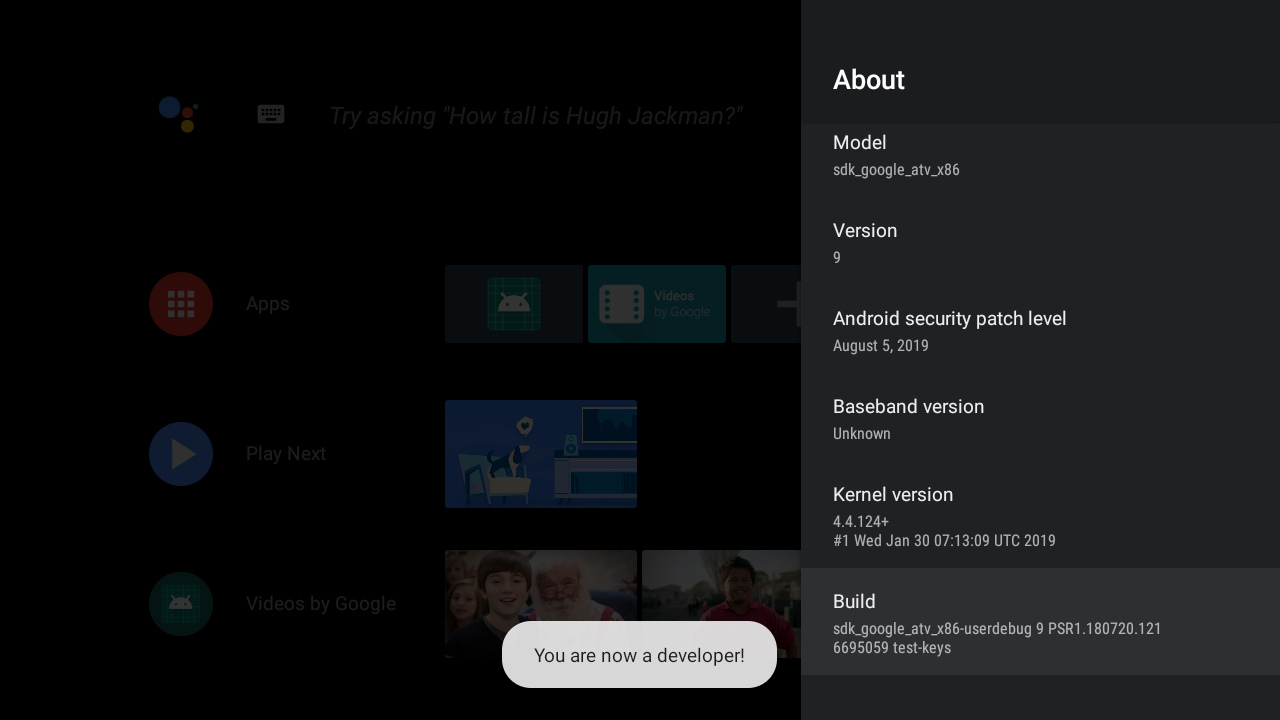 Try asking "How tall is Hugh Jackman?"
Apps
Videos
by Google
Play Next
Videos by Google
You are now a developer!
About
Model
sdk_google_atv_x86
Version
9
Android security patch level
August 5, 2019
Baseband version
Unknown
Kernel version
4.4.124+
#1 Wed Jan 30 07:13:09 UTC 2019
Build
sdk_google_atv_x86-userdebug 9 PSR1.180720.121
6695059 test-keys